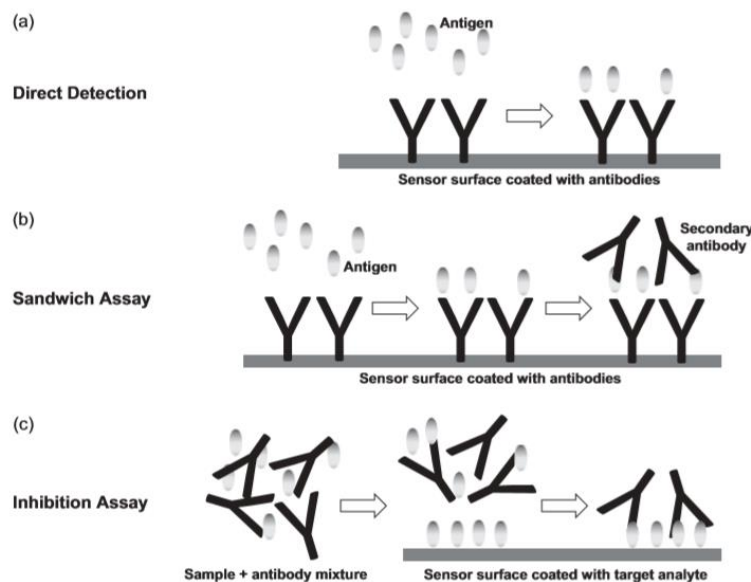 (a)
Antigen
Direct Detection
Sensor surface coated with antibodies
(b)
Secondary
antibody
Antigen
Sandwich Assay
Sensor surface coated with antibodies
(c)
Inhibition Assay
Sample + antibody mixture
Sensor surface coated with target analyte